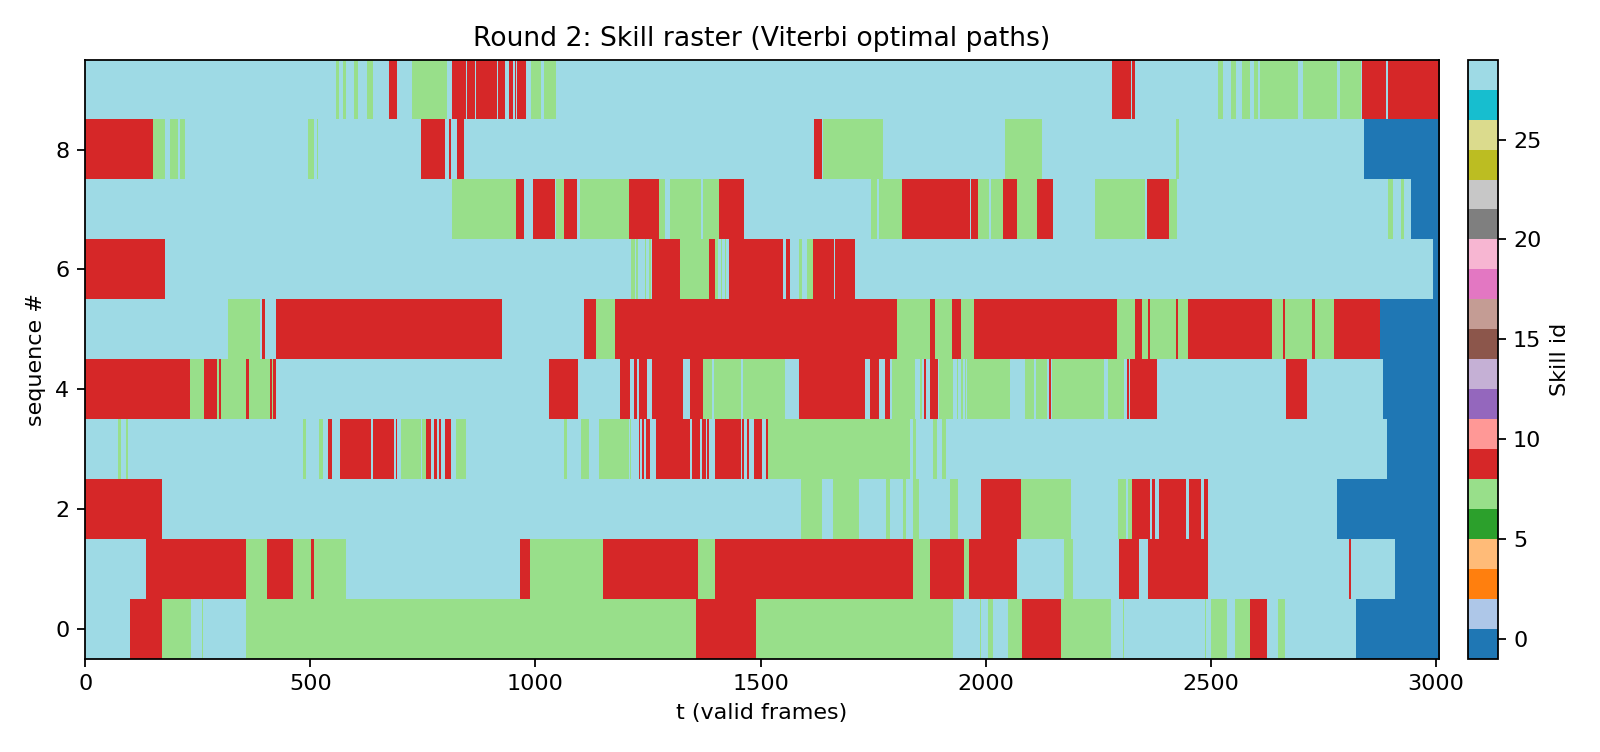 Round 2: Skill raster (Viterbi optimal paths)
sequence #
8
6
4
2
0
0 500 1000 1500 2000 2500 3000
t (valid frames)
25
20
15
10
5
0
Skill id